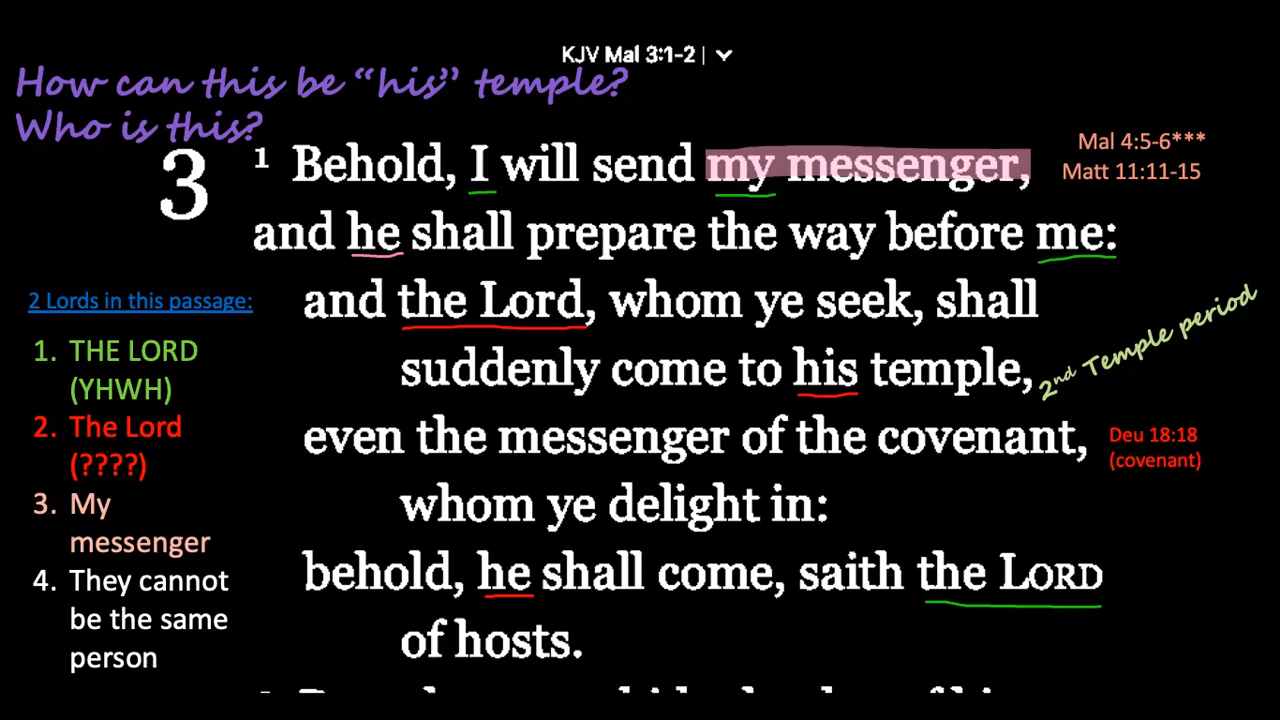 KJV Mal 3:1-2 |
How can this be “his” temple?
Who is this?
3
1 Behold, I will send my messenger,
Mal 4:5-6***
Matt 11:11-15
and he shall prepare the way before me:
2 Lords in this passage:
and the Lord, whom ye seek, shall
1. THE LORD
(YHWH)
suddenly come to his temple,
2nd Temple period
2. The Lord
(????)
even the messenger of the covenant,
Deu 18:18
(covenant)
3. My
messenger
whom ye delight in:
4. They cannot
be the same
person
behold, he shall come, saith the LORD
of hosts.